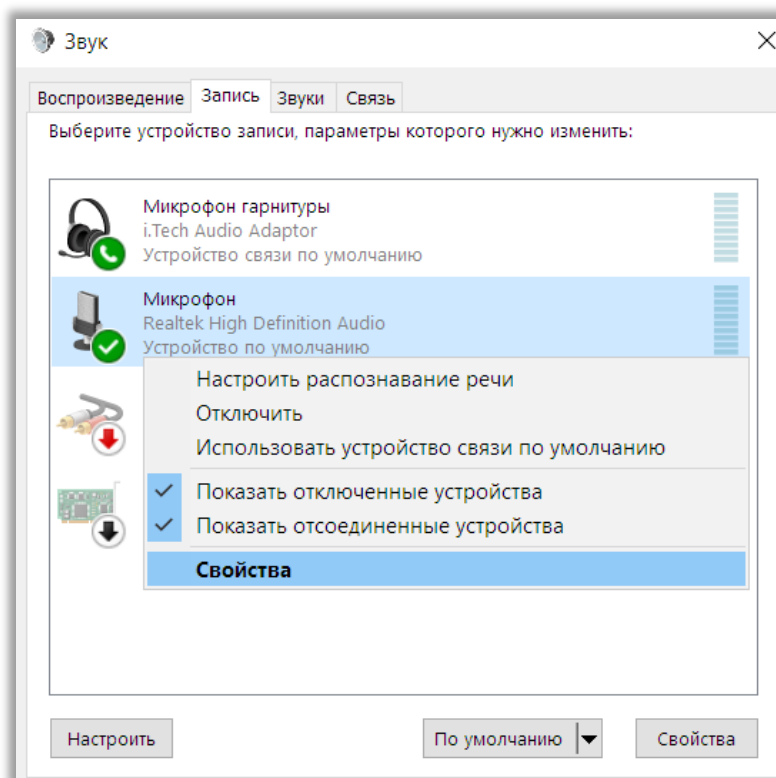 Звук
Воспроизведение Запись Звуки Связь
Выберите устройство записи, параметры которого нужно изменить:
Микрофон гарнитуры
i.Tech Audio Adaptor
Устройство связи по умолчанию
Микрофон
Realtek High Definition Audio
Устройство по умолчанию
Настроить распознавание речи
Отключить
Использовать устройство связи по умолчанию
Показать отключенные устройства
Показать отсоединенные устройства
Свойства
Настроить По умолчанию Свойства